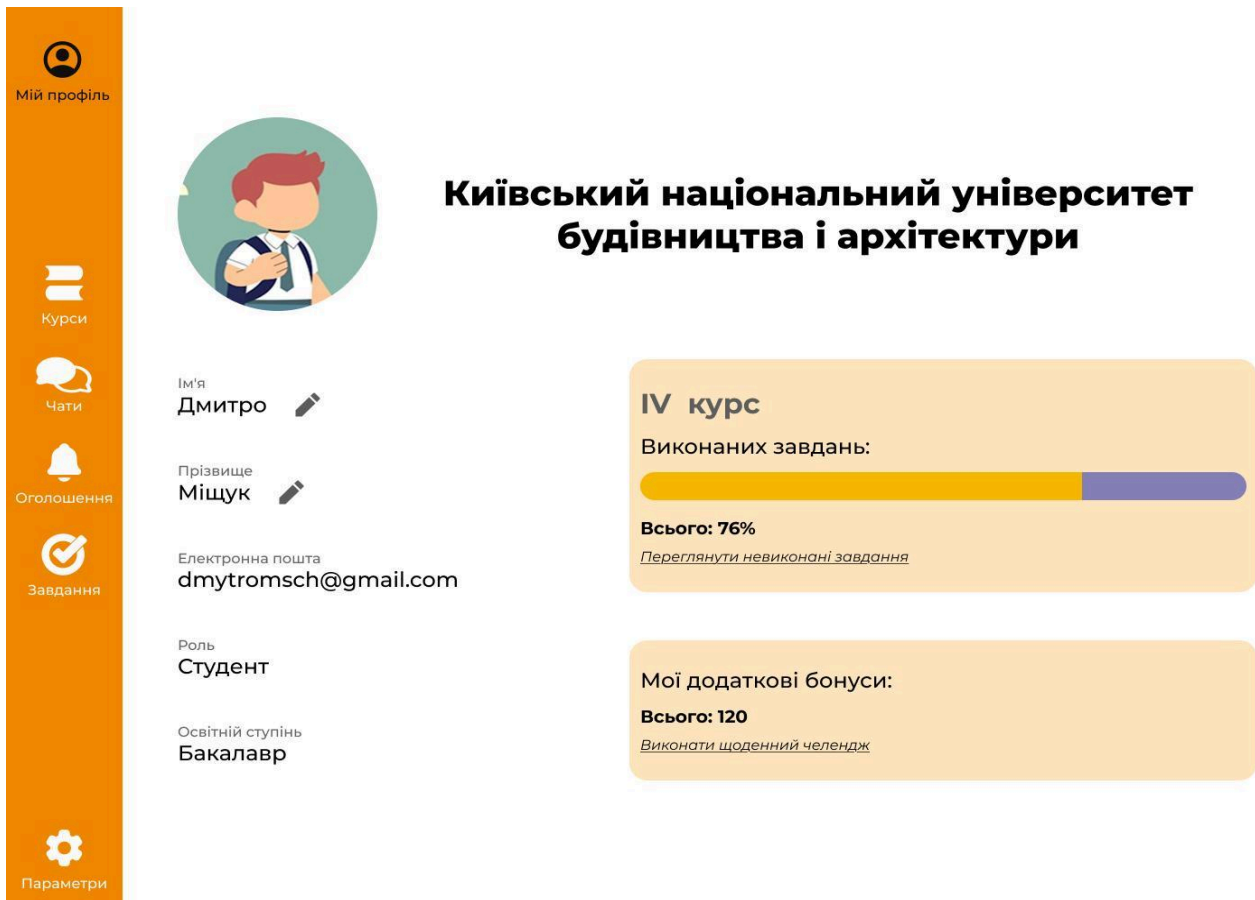 Мій профіль
Курси
Чати
Оголошення
Завдання
Параметри
Київський національний університет
будівництва і архітектури
Ім'я
Дмитро
Прізвище
Міщук
Електронна пошта
dmytromsch@gmail.com
Роль
Студент
Освітній ступінь
Бакалавр
IV курс
Виконаних завдань:
Всього: 76%
Переглянути невиконані завдання
Мої додаткові бонуси:
Всього: 120
Виконати щоденний челендж